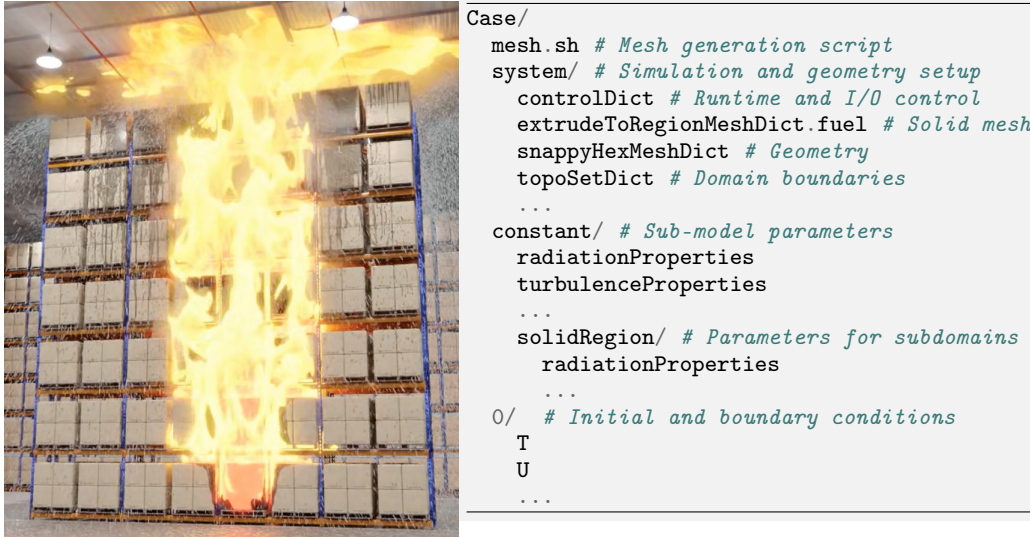 Case/
mesh.sh # Mesh generation script
system/ # Simulation and geometry setup
controlDict # Runtime and I/O control
extrudeToRegionMeshDict.fuel # Solid mesh
snappyHexMeshDict # Geometry
topoSetDict # Domain boundaries
...
constant/ # Sub-model parameters
radiationProperties
turbulenceProperties
...
solidRegion/ # Parameters for subdomains
radiationProperties
...
0/ # Initial and boundary conditions
T
U
...